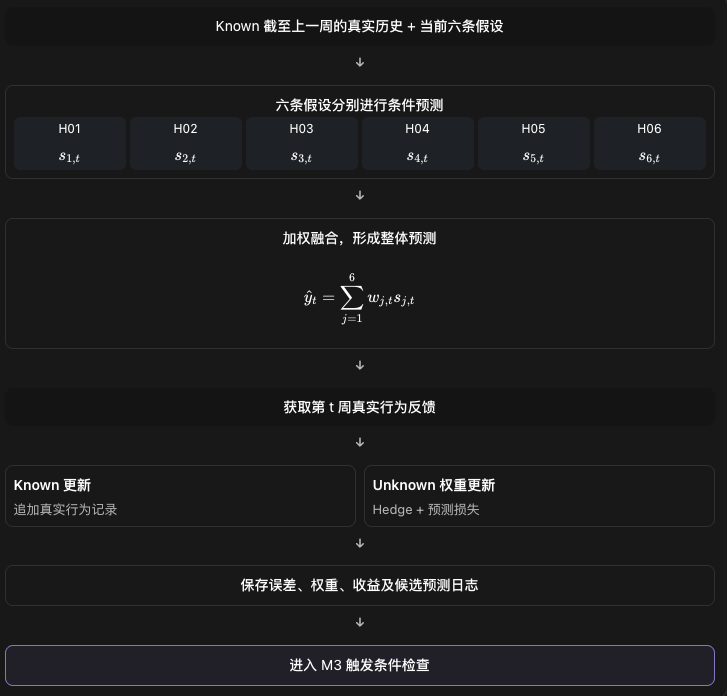 Known 截至上一周的真实历史 + 当前六条假设
↓
六条假设分别进行条件预测
H01 H02 H03 H04 H05 H06
s₁,t s₂,t s₃,t s₄,t s₅,t s₆,t
↓
加权融合，形成整体预测
ŷ_t = \sum_{j=1}^{6} w_{j,t} s_{j,t}
↓
获取第 t 周真实行为反馈
↓
Known 更新 Unknown 权重更新
追加真实行为记录 Hedge + 预测损失
↓
保存误差、权重、收益及候选预测日志
↓
进入 M3 触发条件检查